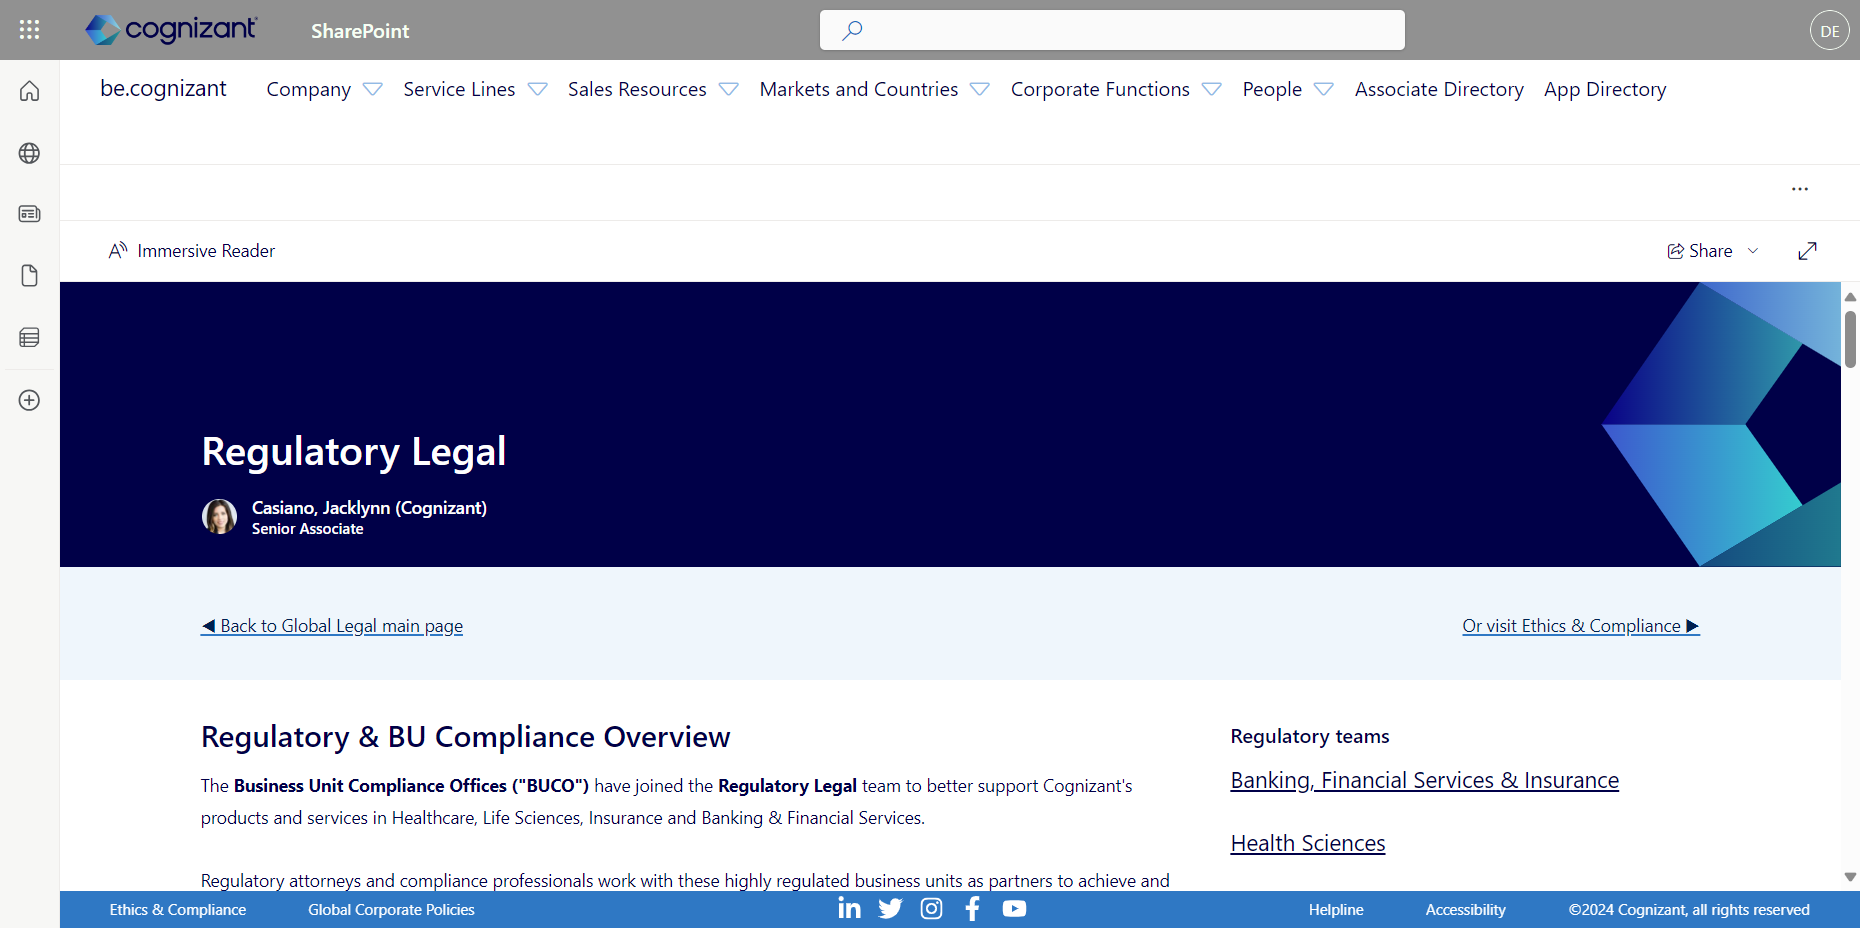 cognizant
SharePoint
DE
be.cognizant
Company
Service Lines
Sales Resources
Markets and Countries
Corporate Functions
People
Associate Directory
App Directory
Immersive Reader
Share
Regulatory Legal
Casiano, Jacklynn (Cognizant)
Senior Associate
◀ Back to Global Legal main page
Or visit Ethics & Compliance ▶
Regulatory & BU Compliance Overview
The Business Unit Compliance Offices ("BUCO") have joined the Regulatory Legal team to better support Cognizant's
products and services in Healthcare, Life Sciences, Insurance and Banking & Financial Services.
Regulatory attorneys and compliance professionals work with these highly regulated business units as partners to achieve and
Regulatory teams
Banking, Financial Services & Insurance
Health Sciences
Ethics & Compliance
Global Corporate Policies
Helpline
Accessibility
©2024 Cognizant, all rights reserved